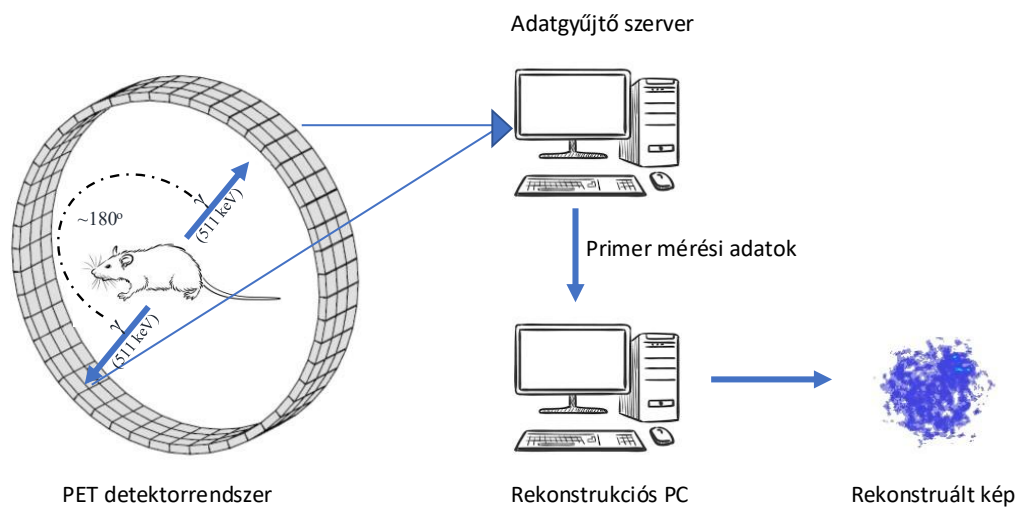 Adatgyűjtő szerver
γ
(511 keV)
~180°
Primer mérési adatok
γ
(511 keV)
PET detektorrendszer
Rekonstrukciós PC
Rekonstruált kép